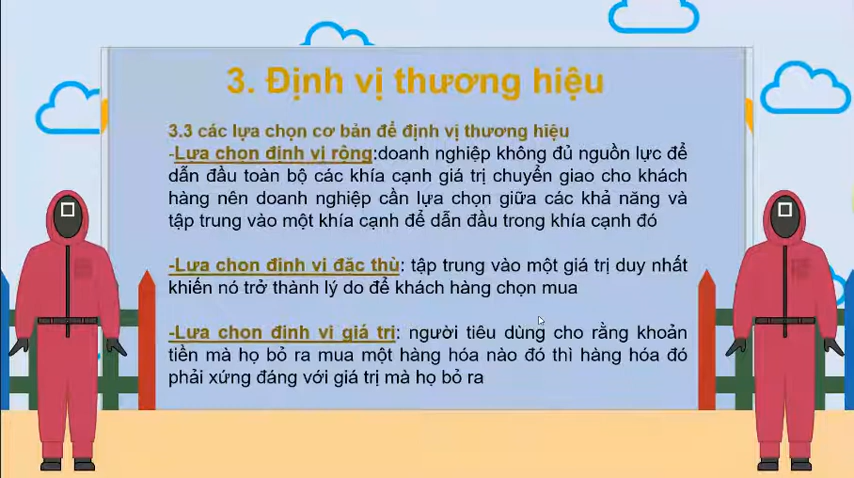 3. Định vị thương hiệu
3.3 các lựa chọn cơ bản để định vị thương hiệu
-Lựa chọn định vị rộng:doanh nghiệp không đủ nguồn lực để
dẫn đầu toàn bộ các khía cạnh giá trị chuyển giao cho khách
hàng nên doanh nghiệp cần lựa chọn giữa các khả năng và
tập trung vào một khía cạnh để dẫn đầu trong khía cạnh đó
-Lựa chọn định vị đặc thù: tập trung vào một giá trị duy nhất
khiến nó trở thành lý do để khách hàng chọn mua
-Lựa chọn định vị giá trị: người tiêu dùng cho rằng khoản
tiền mà họ bỏ ra mua một hàng hóa nào đó thì hàng hóa đó
phải xứng đáng với giá trị mà họ bỏ ra